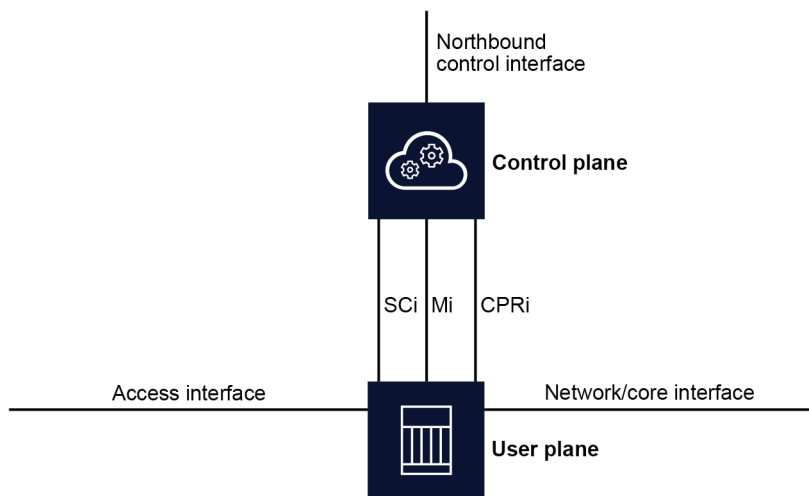 Northbound
control interface
Control plane
SCi
Mi
CPRi
Access interface
Network/core interface
User plane